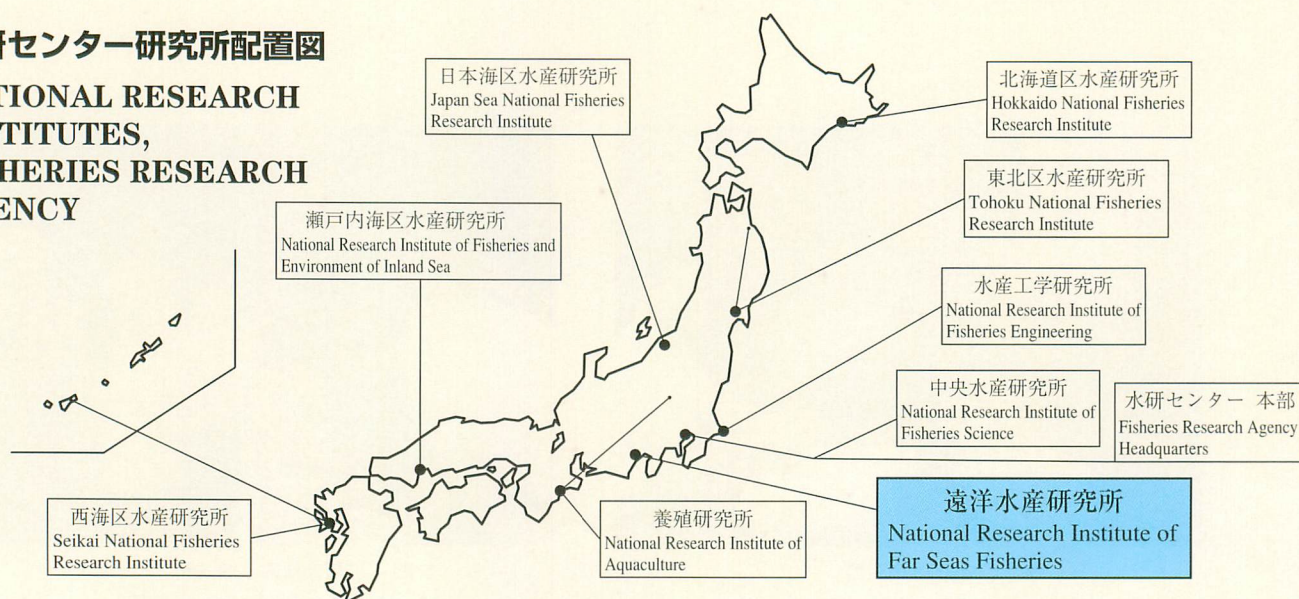 研センター研究所配置図
TIONAL RESEARCH
TITUTES,
HERIES RESEARCH
ENCY
日本海区水産研究所
Japan Sea National Fisheries
Research Institute
北海道区水産研究所
Hokkaido National Fisheries
Research Institute
東北区水産研究所
Tohoku National Fisheries
Research Institute
瀬戸内海区水産研究所
National Research Institute of Fisheries and
Environment of Inland Sea
水産工学研究所
National Research Institute of
Fisheries Engineering
中央水産研究所
National Research Institute of
Fisheries Science
水研センター 本部
Fisheries Research Agency
Headquarters
西海区水産研究所
Seikai National Fisheries
Research Institute
養殖研究所
National Research Institute of
Aquaculture
遠洋水産研究所
National Research Institute of
Far Seas Fisheries